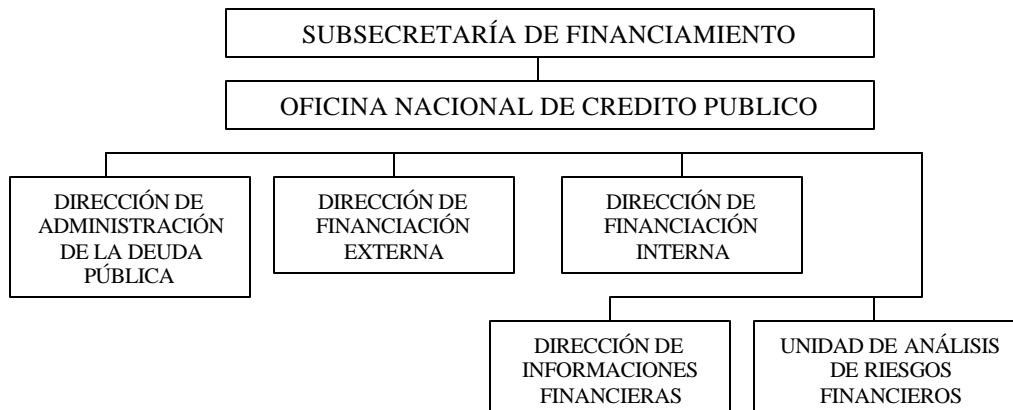 SUBSECRETARÍA DE FINANCIAMIENTO
OFICINA NACIONAL DE CREDITO PUBLICO
DIRECCIÓN DE
ADMINISTRACIÓN
DE LA DEUDA
PÚBLICA
DIRECCIÓN DE
FINANCIACIÓN
EXTERNA
DIRECCIÓN DE
FINANCIACIÓN
INTERNA
DIRECCIÓN DE
INFORMACIONES
FINANCIERAS
UNIDAD DE ANÁLISIS
DE RIESGOS
FINANCIEROS